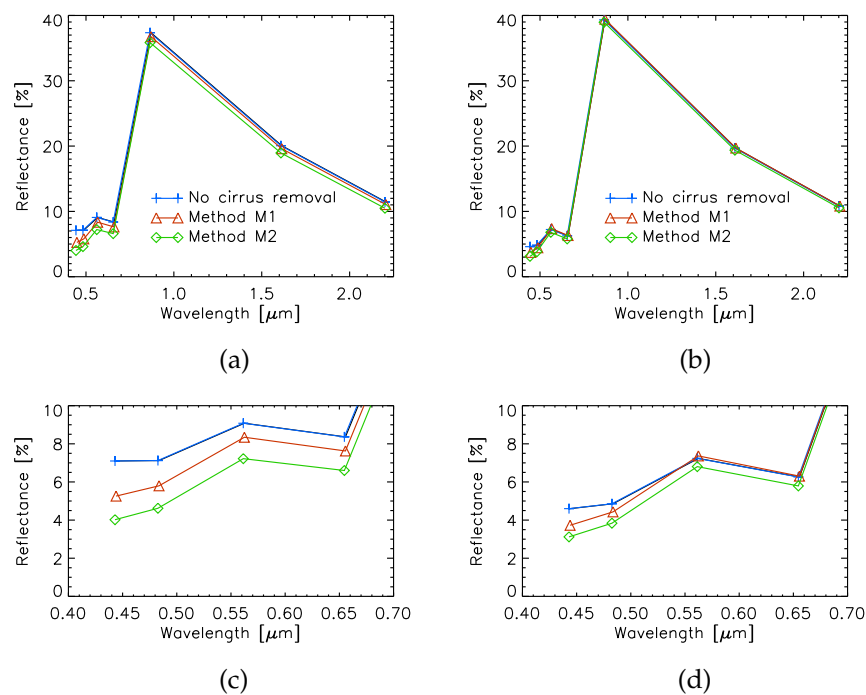 40
30
20
10
0
Reflectance [%]
No cirrus removal
Method M1
Method M2
0.5 1.0 1.5 2.0
Wavelength [μm]
(a)
40
30
20
10
0
Reflectance [%]
No cirrus removal
Method M1
Method M2
0.5 1.0 1.5 2.0
Wavelength [μm]
(b)
10
8
6
4
2
0
Reflectance [%]
0.40 0.45 0.50 0.55 0.60 0.65 0.70
Wavelength [μm]
(c)
10
8
6
4
2
0
Reflectance [%]
0.40 0.45 0.50 0.55 0.60 0.65 0.70
Wavelength [μm]
(d)